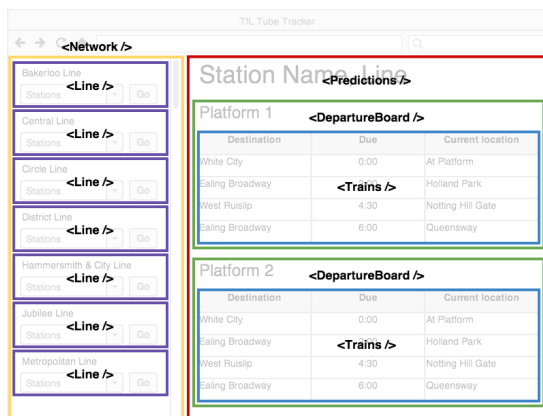 TfL Tube Tracker
<Network />
Bakerloo Line
<Line />
Stations Go
Central Line
<Line />
Stations Go
Circle Line
<Line />
Stations Go
District Line
<Line />
Stations Go
Hammersmith & City Line
<Line />
Stations Go
Jubilee Line
<Line />
Stations Go
Metropolitan Line
<Line />
Stations Go
Station Name, Line
<Predictions />
Platform 1
<DepartureBoard />
Destination Due Current location
White City 0:00 At Platform
Ealing Broadway Holland Park
<Trains />
West Ruislip 4:30 Notting Hill Gate
Ealing Broadway 6:00 Queensway
Platform 2
<DepartureBoard />
Destination Due Current location
White City 0:00 At Platform
Ealing Broadway Holland Park
<Trains />
West Ruislip 4:30 Notting Hill Gate
Ealing Broadway 6:00 Queensway